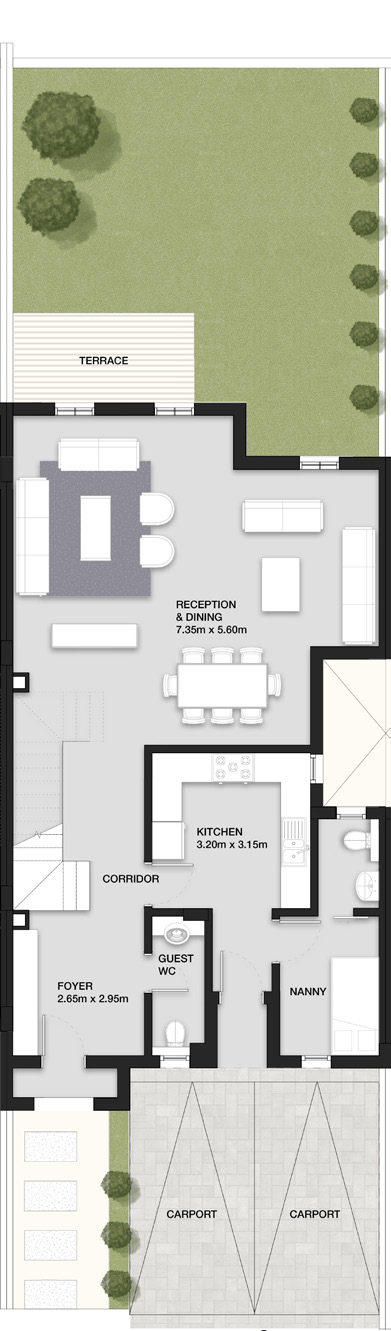 TERRACE
RECEPTION
& DINING
7.35m x 5.60m
KITCHEN
3.20m x 3.15m
CORRIDOR
GUEST
WC
FOYER
2.65m x 2.95m
NANNY
CARPORT
CARPORT